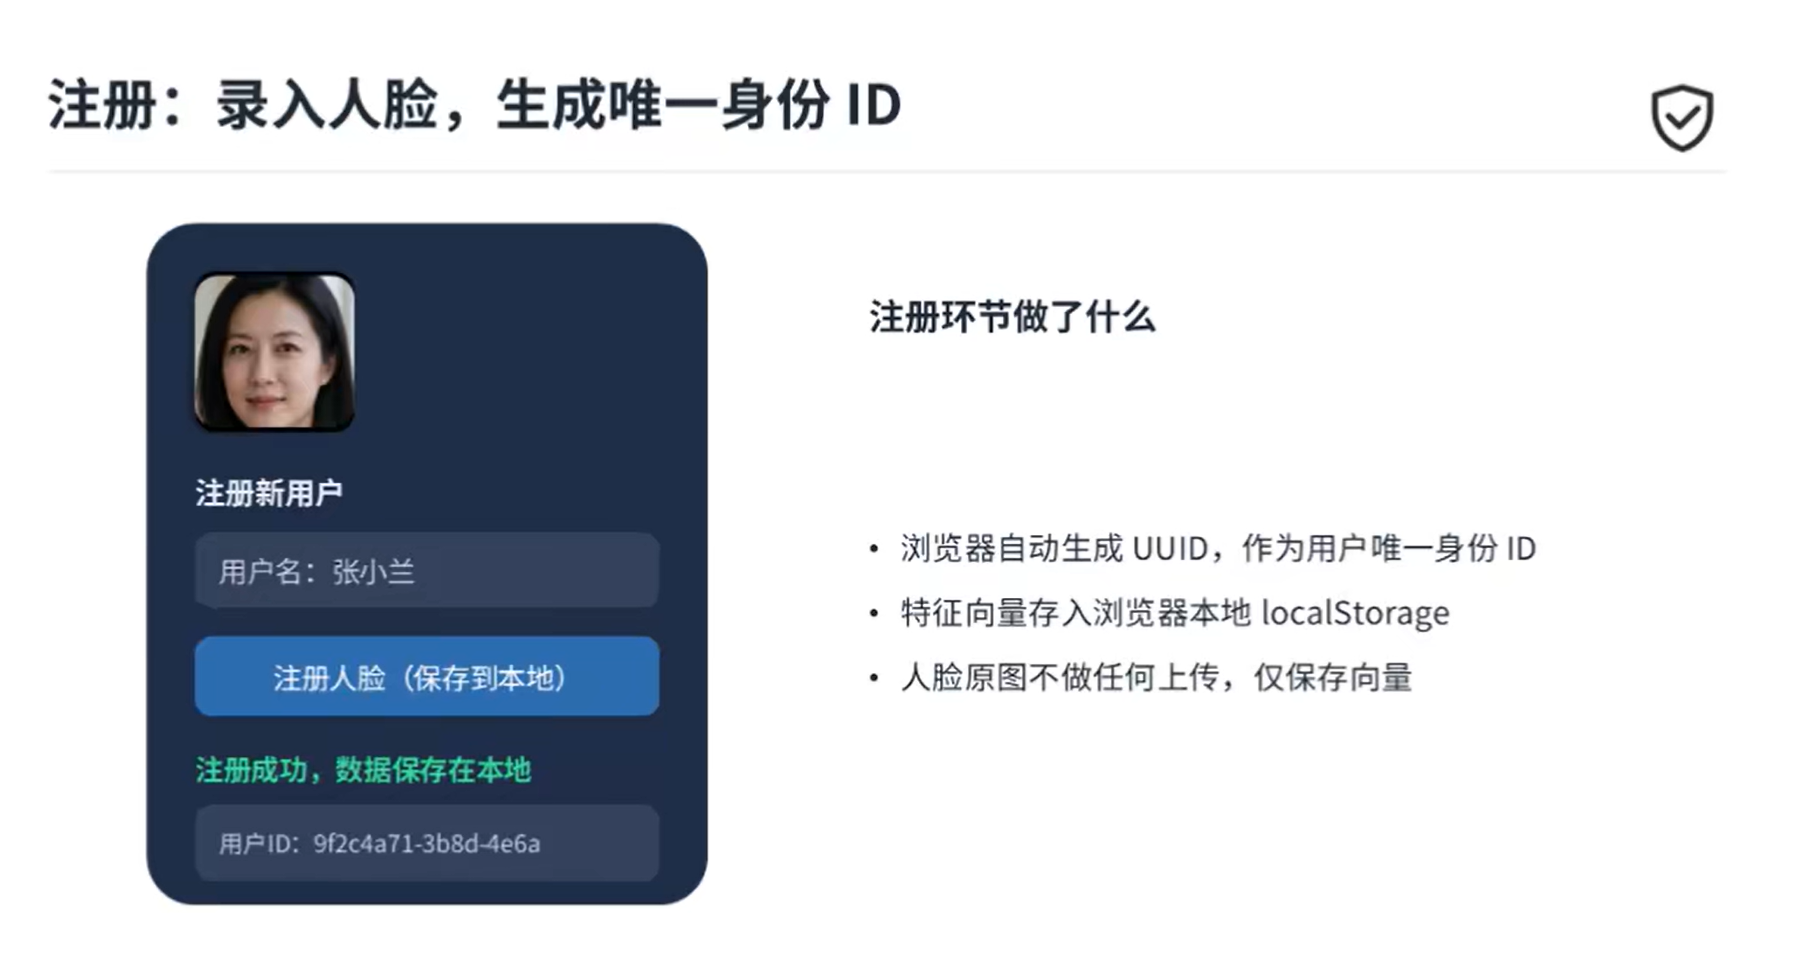 注册：录入人脸，生成唯一身份 ID
注册新用户
用户名：张小兰
注册人脸（保存到本地）
注册成功，数据保存在本地
用户ID：9f2c4a71-3b8d-4e6a
注册环节做了什么
• 浏览器自动生成 UUID，作为用户唯一身份 ID
• 特征向量存入浏览器本地 localStorage
• 人脸原图不做任何上传，仅保存向量